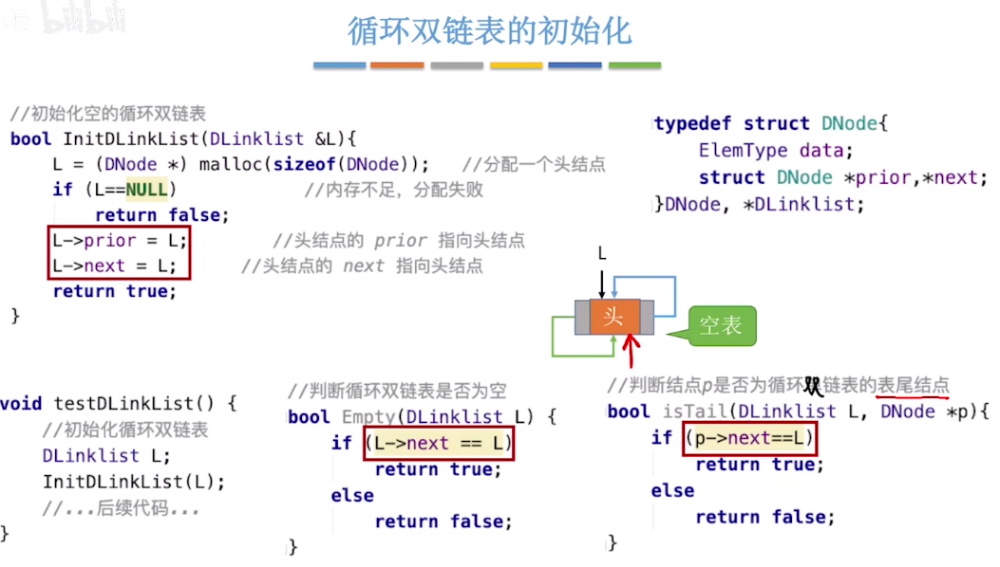 bilibili
循环双链表的初始化
//初始化空的循环双链表
bool InitDLinkList(DLinklist &L){
L = (DNode *) malloc(sizeof(DNode)); //分配一个头结点
if (L==NULL) //内存不足，分配失败
return false;
L->prior = L; //头结点的 prior 指向头结点
L->next = L; //头结点的 next 指向头结点
return true;
}
typedef struct DNode{
ElemType data;
struct DNode *prior,*next;
}DNode, *DLinklist;
L
头
空表
void testDLinkList() {
//初始化循环双链表
DLinklist L;
InitDLinkList(L);
//...后续代码...
}
//判断循环双链表是否为空
bool Empty(DLinklist L) {
if (L->next == L)
return true;
else
return false;
}
//判断结点p是否为循环双链表的表尾结点
bool isTail(DLinklist L, DNode *p){
if (p->next==L)
return true;
else
return false;
}